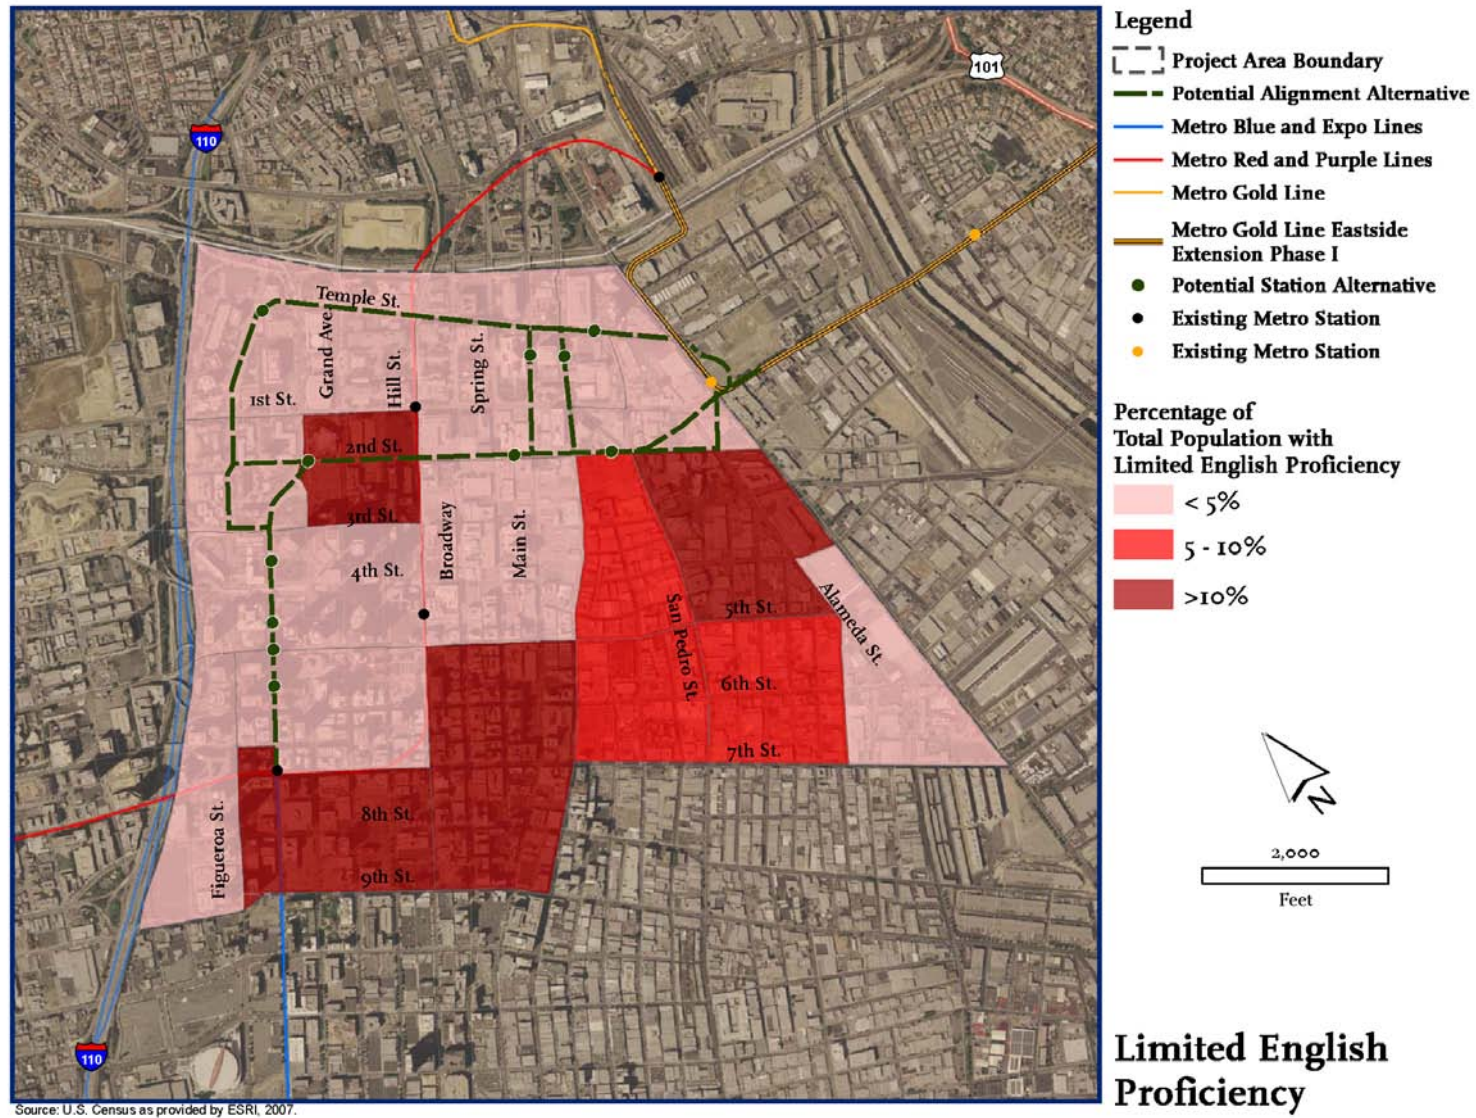 Legend
Project Area Boundary
Potential Alignment Alternative
Metro Blue and Expo Lines
Metro Red and Purple Lines
Metro Gold Line
Metro Gold Line Eastside
Extension Phase I
Potential Station Alternative
Existing Metro Station
Existing Metro Station
Percentage of
Total Population with
Limited English Proficiency
< 5%
5 - 10%
>10%
N
2,000
Feet
Limited English
Proficiency
101
110
Temple St.
Grand Ave.
Hill St.
Spring St.
1st St.
2nd St.
3rd St.
Broadway
Main St.
4th St.
San Pedro St.
5th St.
Alameda St.
6th St.
7th St.
Figueroa St.
8th St.
9th St.
110
Source: U.S. Census as provided by ESRI, 2007.